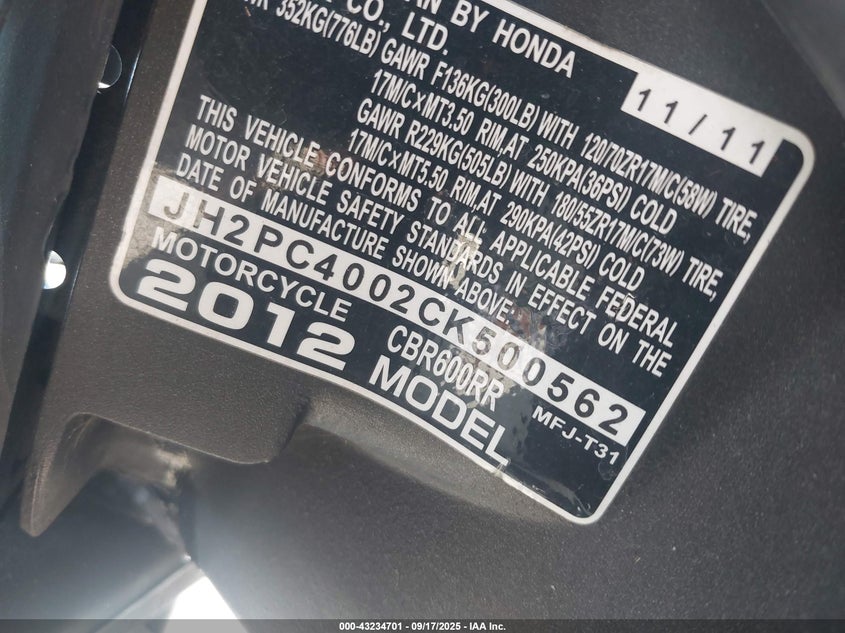 AN BY HONDA
CO., LTD.
11/11
352KG(776LB) GAWR F136KG(300LB) WITH 120/70ZR17M/C(58W) TIRE,
17M/C×MT3.50 RIM,AT 250KPA(36PSI) COLD
GAWR R229KG(505LB) WITH 180/55ZR17M/C(73W) TIRE,
17M/C×MT5.50 RIM,AT 290KPA(42PSI) COLD
THIS VEHICLE CONFORMS TO ALL APPLICABLE FEDERAL
MOTOR VEHICLE SAFETY STANDARDS IN EFFECT ON THE
DATE OF MANUFACTURE SHOWN ABOVE.
JH2PC4002CK500562
MOTORCYCLE CBR600RR MFJ-T31
2012 MODEL
000-43234701 - 09/17/2025 - IAA Inc.